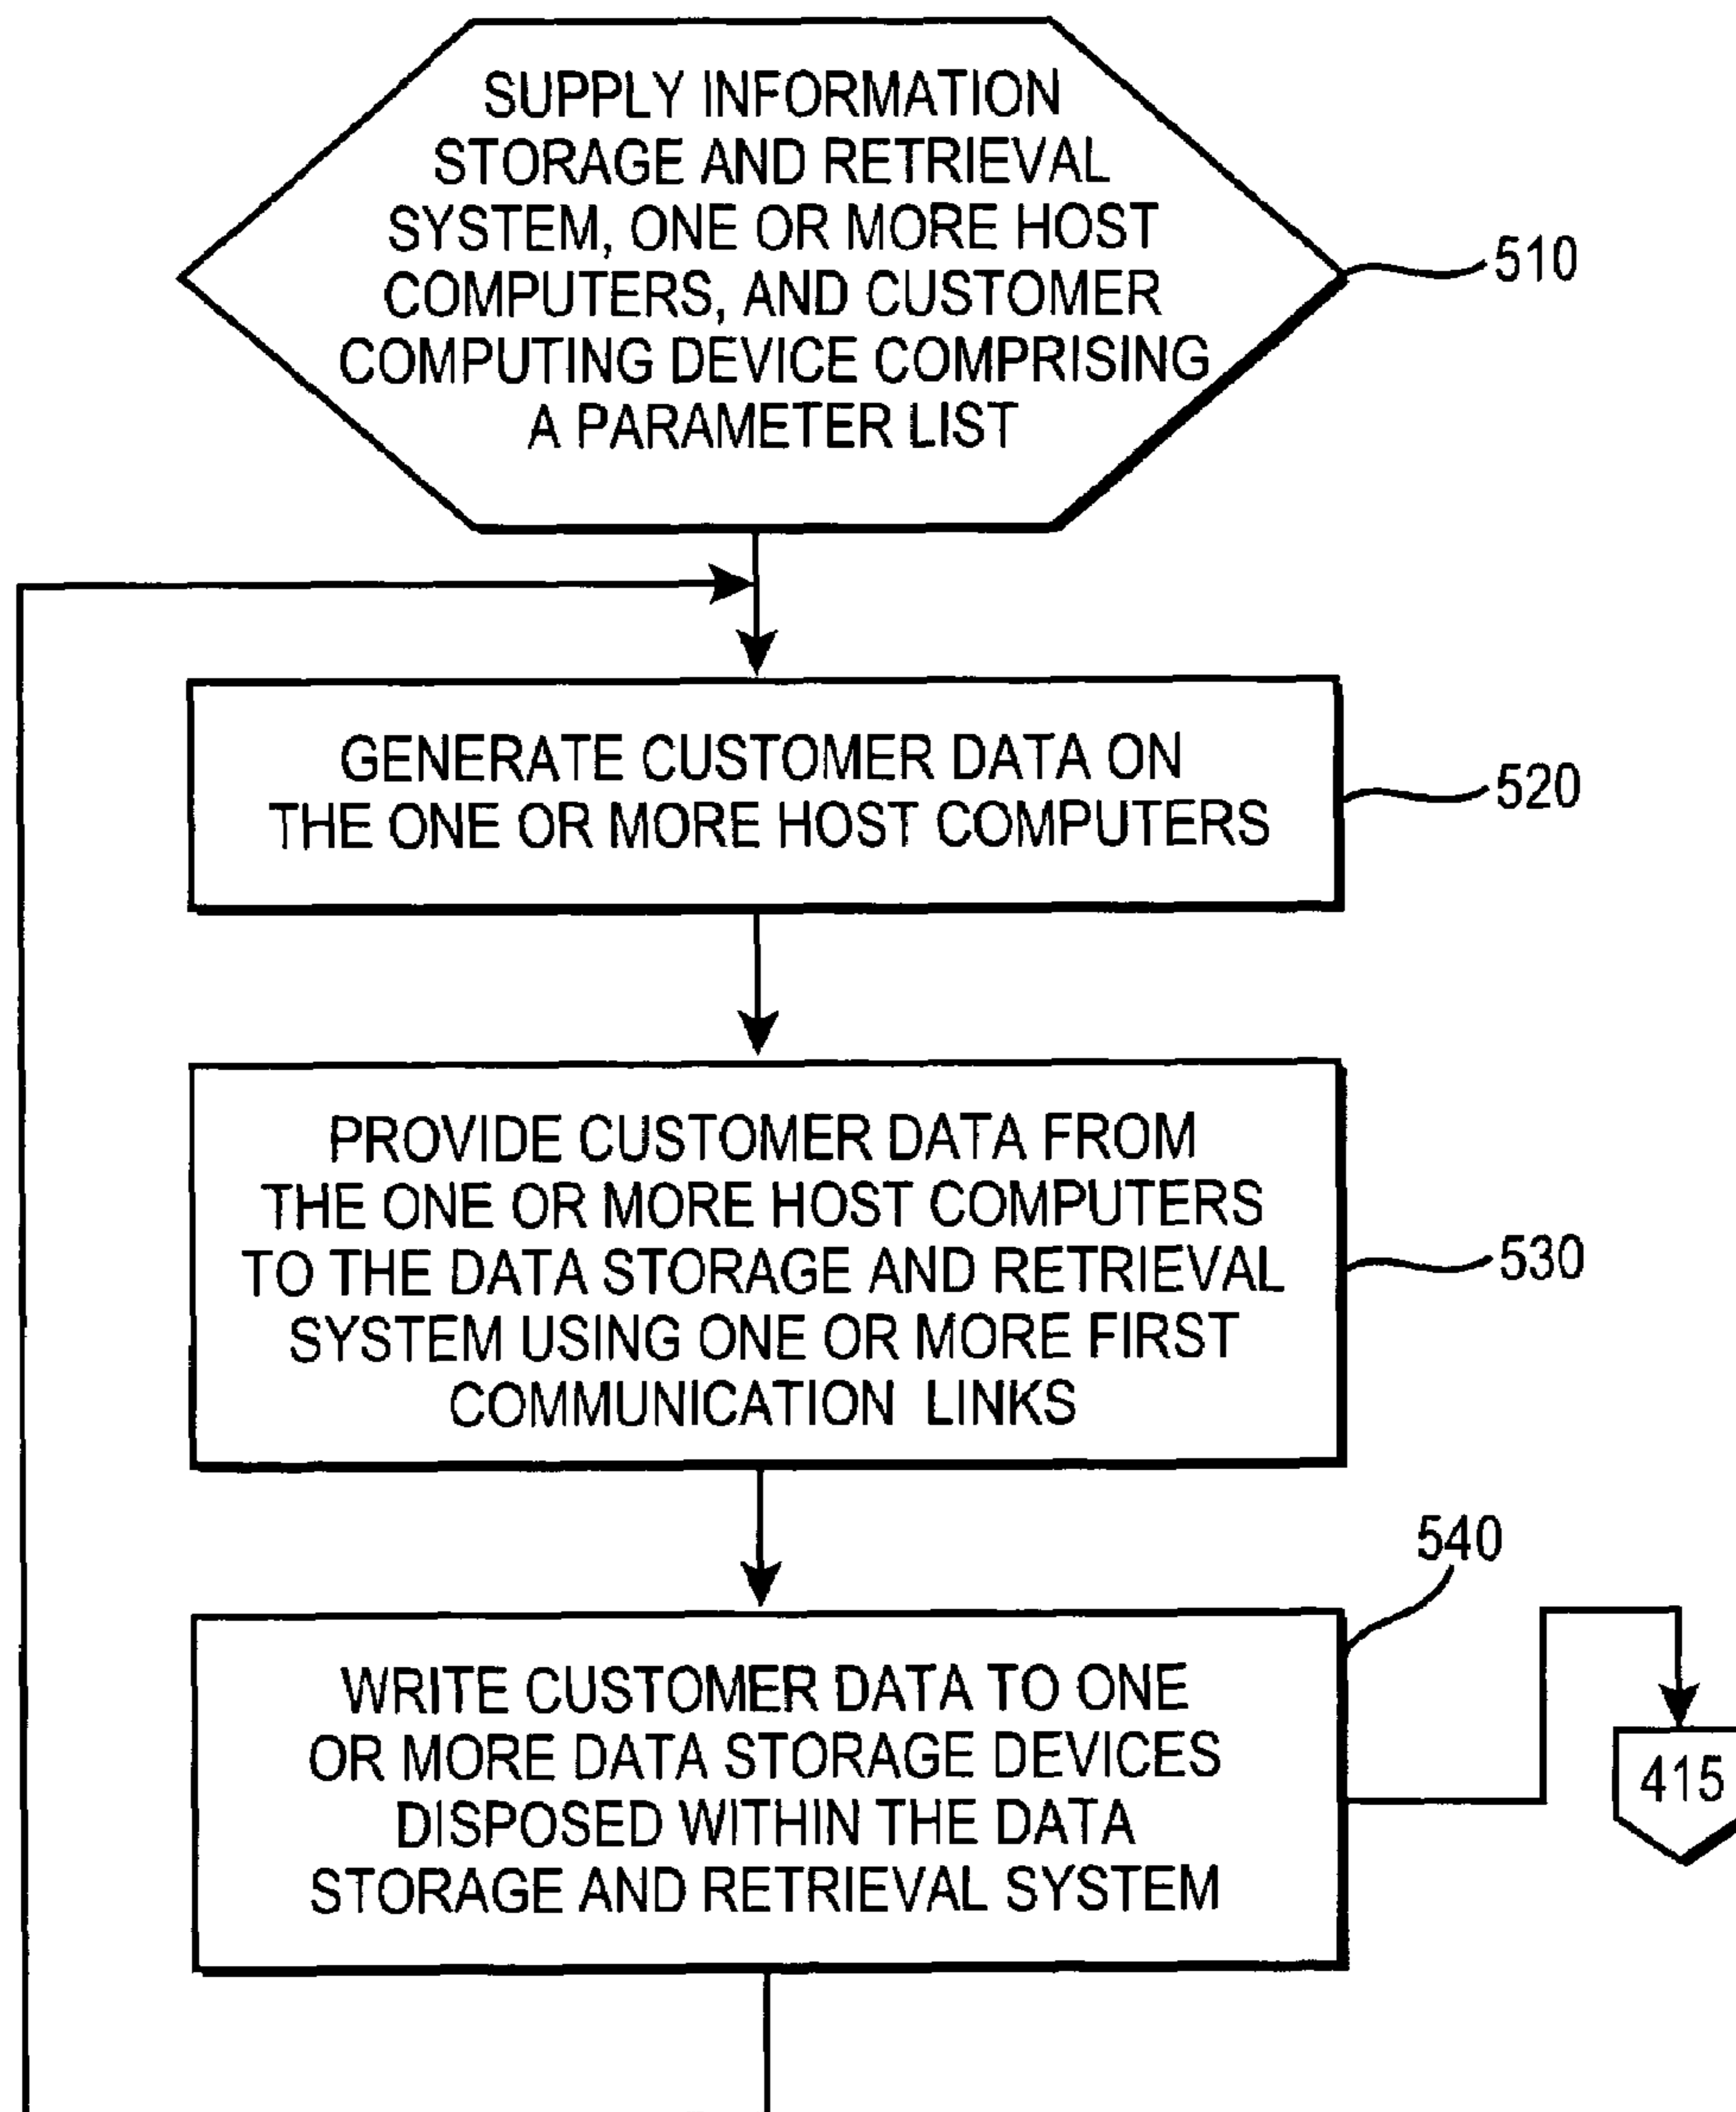 SUPPLY INFORMATION
STORAGE AND RETRIEVAL
SYSTEM, ONE OR MORE HOST
COMPUTERS, AND CUSTOMER
COMPUTING DEVICE COMPRISING
A PARAMETER LIST
510
GENERATE CUSTOMER DATA ON
THE ONE OR MORE HOST COMPUTERS
520
PROVIDE CUSTOMER DATA FROM
THE ONE OR MORE HOST COMPUTERS
TO THE DATA STORAGE AND RETRIEVAL
SYSTEM USING ONE OR MORE FIRST
COMMUNICATION LINKS
530
540
WRITE CUSTOMER DATA TO ONE
OR MORE DATA STORAGE DEVICES
DISPOSED WITHIN THE DATA
STORAGE AND RETRIEVAL SYSTEM
415